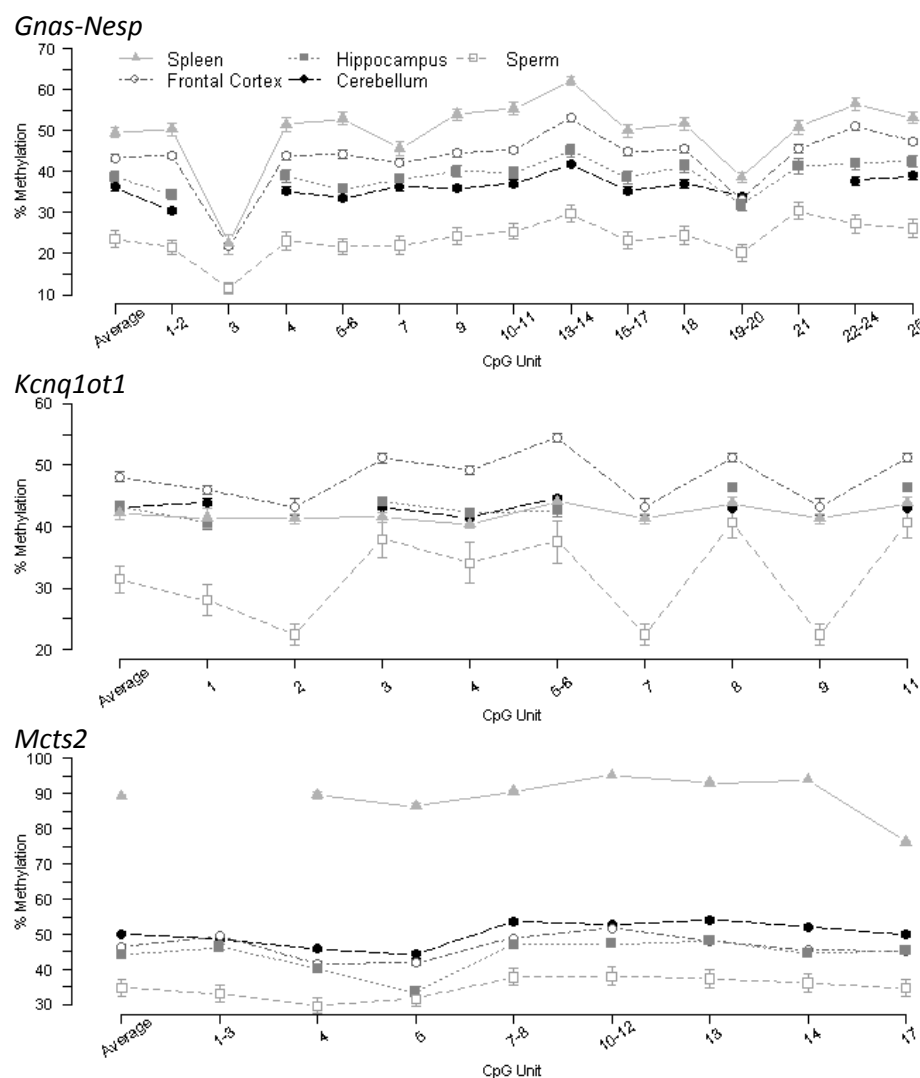 Gnas-Nesp
70
60
50
40
30
20
10
% Methylation
Spleen Hippocampus Sperm
Frontal Cortex Cerebellum
Average 1-2 3 4 5-6 7 9 10-11 13-14 16-17 18 19-20 21 22-24 25
CpG Unit
Kcnq1ot1
60
50
40
30
20
% Methylation
Average 1 2 3 4 5-6 7 8 9 11
CpG Unit
Mcts2
100
90
80
70
60
50
40
30
% Methylation
Average 1-3 4 6 7-8 10-12 13 14 17
CpG Unit